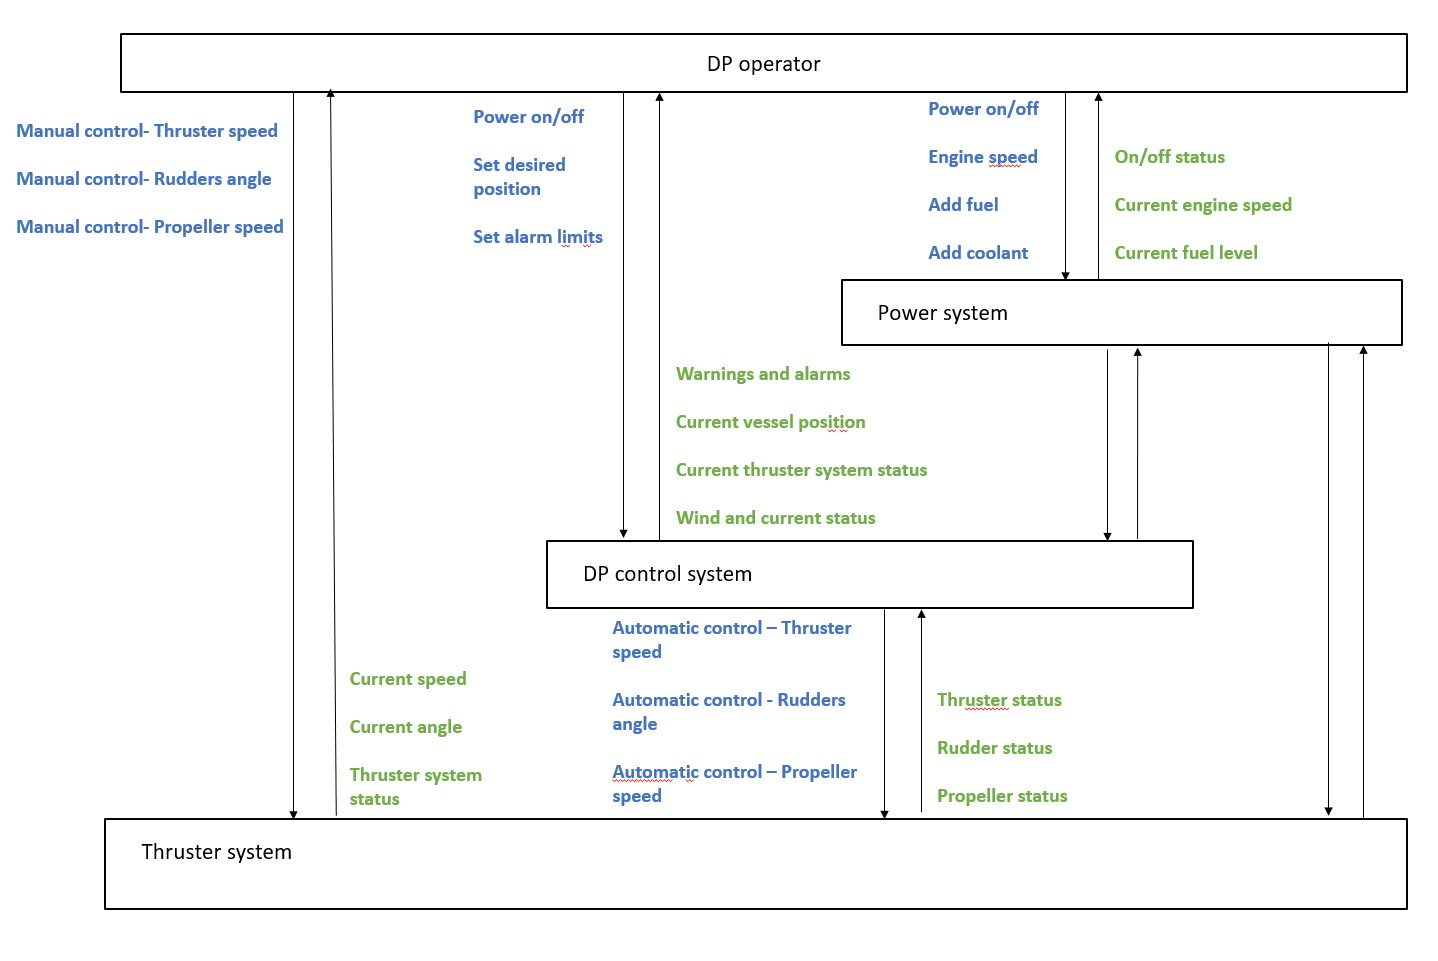 DP operator
Manual control- Thruster speed
Manual control- Rudders angle
Manual control- Propeller speed
Power on/off
Set desired
position
Set alarm limits
Power on/off
Engine speed
Add fuel
Add coolant
On/off status
Current engine speed
Current fuel level
Power system
Warnings and alarms
Current vessel position
Current thruster system status
Wind and current status
DP control system
Current speed
Current angle
Thruster system
status
Automatic control – Thruster
speed
Automatic control - Rudders
angle
Automatic control – Propeller
speed
Thruster status
Rudder status
Propeller status
Thruster system